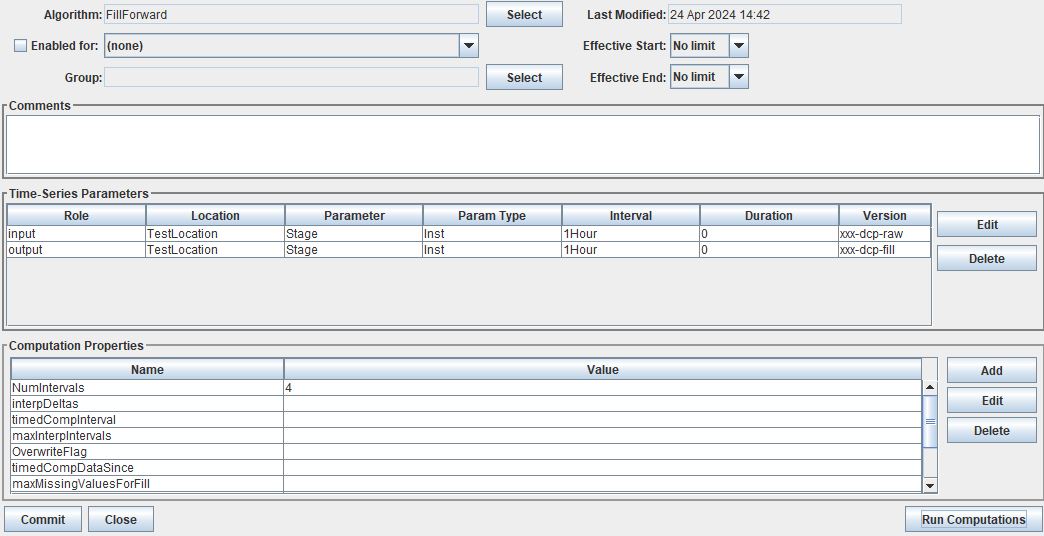 Algorithm: FillForward Select Last Modified: 24 Apr 2024 14:42
Enabled for: (none) Effective Start: No limit
Group: Select Effective End: No limit
Comments
Time-Series Parameters
Role Location Parameter Param Type Interval Duration Version
input TestLocation Stage Inst 1Hour 0 xxx-dcp-raw
output TestLocation Stage Inst 1Hour 0 xxx-dcp-fill
Edit
Delete
Computation Properties
Name Value
NumIntervals 4
interpDeltas
timedCompInterval
maxInterpIntervals
OverwriteFlag
timedCompDataSince
maxMissingValuesForFill
Add
Edit
Delete
Commit Close Run Computations